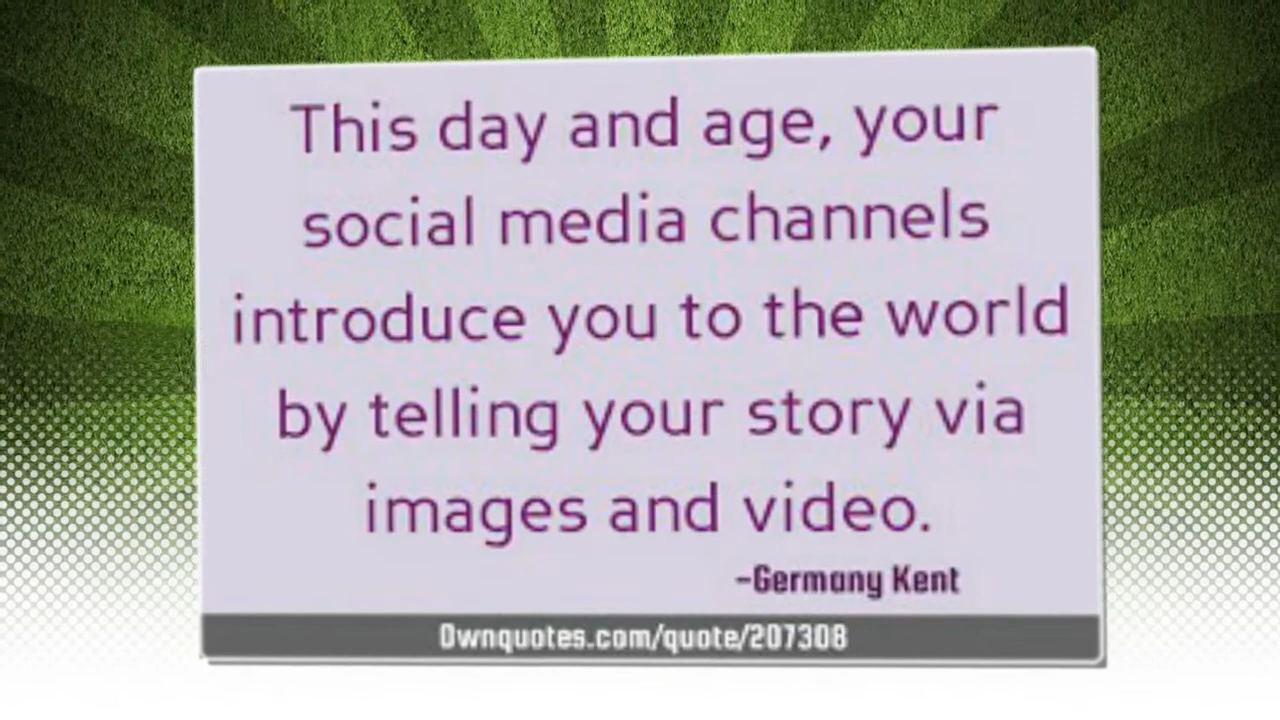 This day and age, your
social media channels
introduce you to the world
by telling your story via
images and video.
-Germany Kent
Ownquotes.com/quote/207308